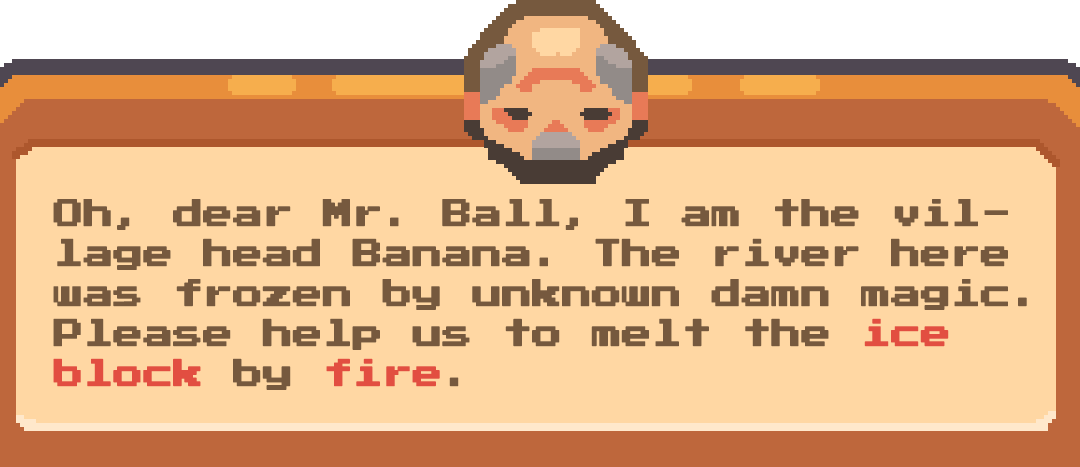 Oh, dear Mr. Ball, I am the vil-
lage head Banana. The river here
was frozen by unknown damn magic.
Please help us to melt the ice
block by fire.